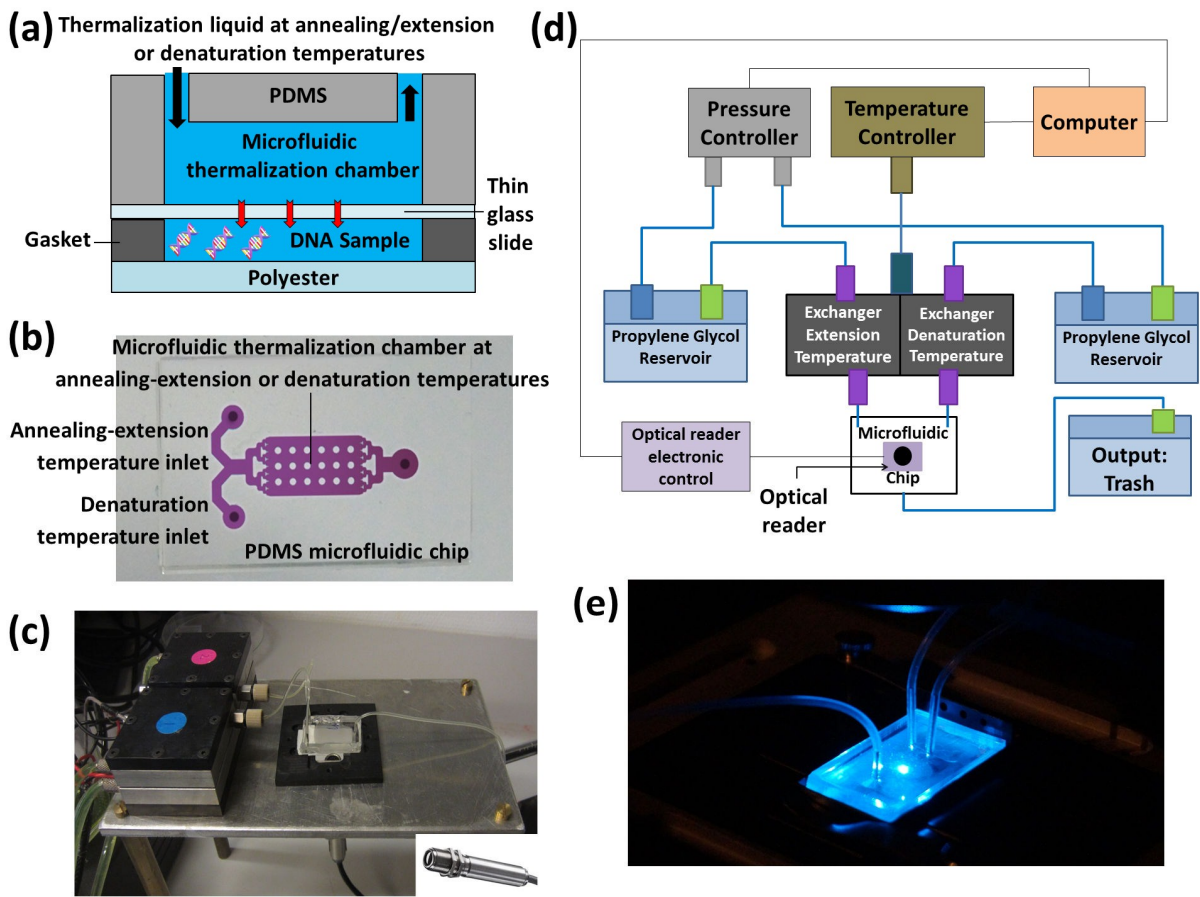 (a)
Thermalization liquid at annealing/extension
or denaturation temperatures
PDMS
Microfluidic
thermalization chamber
Thin
glass
slide
Gasket
DNA Sample
Polyester
(b)
Microfluidic thermalization chamber at
annealing-extension or denaturation temperatures
Annealing-extension
temperature inlet
Denaturation
temperature inlet
PDMS microfluidic chip
(c)
(d)
Pressure
Controller
Temperature
Controller
Computer
Propylene Glycol
Reservoir
Exchanger
Extension
Temperature
Exchanger
Denaturation
Temperature
Propylene Glycol
Reservoir
Optical reader
electronic
control
Microfluidic
Chip
Optical
reader
Output:
Trash
(e)